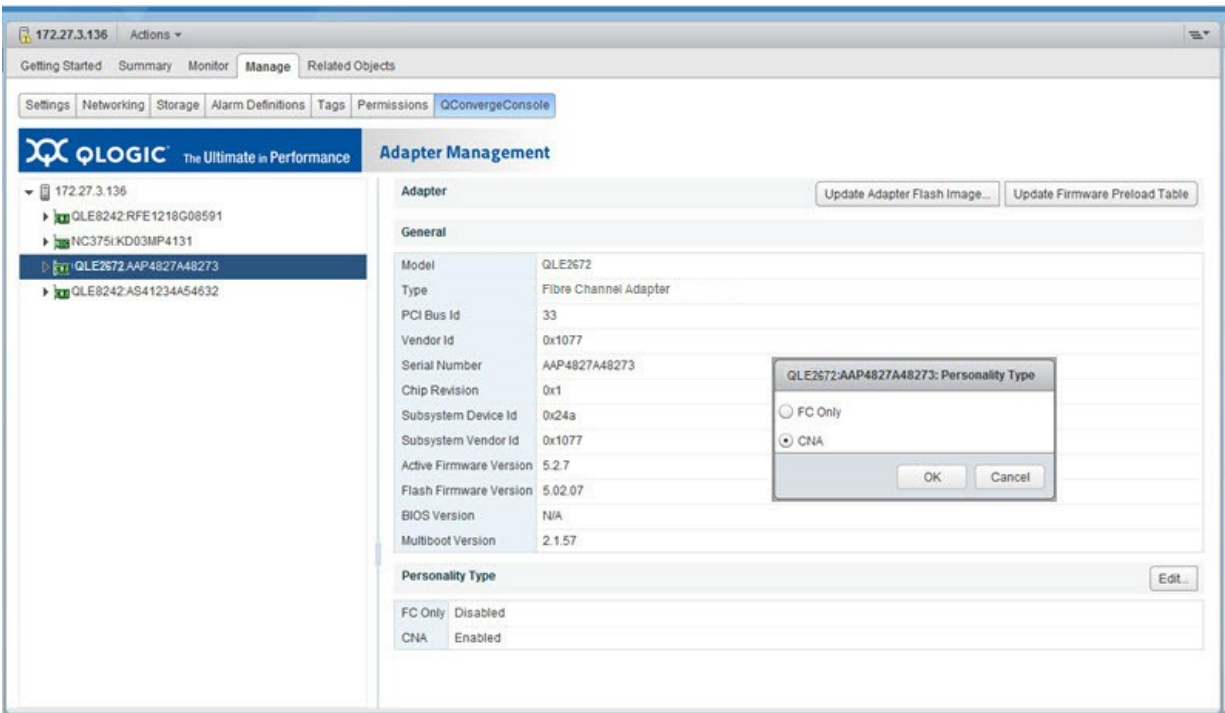 172.27.3.136 Actions
Getting Started Summary Monitor Manage Related Objects
Settings Networking Storage Alarm Definitions Tags Permissions QConvergeConsole
QLOGIC The Ultimate in Performance
Adapter Management
172.27.3.136
QLE8242:RFE1218G08591
NC375i:KD03MP4131
QLE2672:AAP4827A48273
QLE8242:AS41234A54632
Adapter Update Adapter Flash Image... Update Firmware Preload Table
General
Model QLE2672
Type Fibre Channel Adapter
PCI Bus Id 33
Vendor Id 0x1077
Serial Number AAP4827A48273
Chip Revision 0x1
Subsystem Device Id 0x24a
Subsystem Vendor Id 0x1077
Active Firmware Version 5.2.7
Flash Firmware Version 5.02.07
BIOS Version N/A
Multiboot Version 2.1.57
Personality Type Edit...
FC Only Disabled
CNA Enabled
QLE2672:AAP4827A48273: Personality Type
FC Only
CNA
OK Cancel